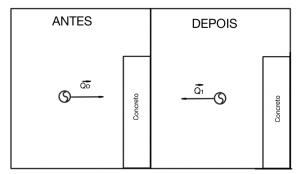 ANTES
DEPOIS
Q0
Q1
Concreto
Concreto